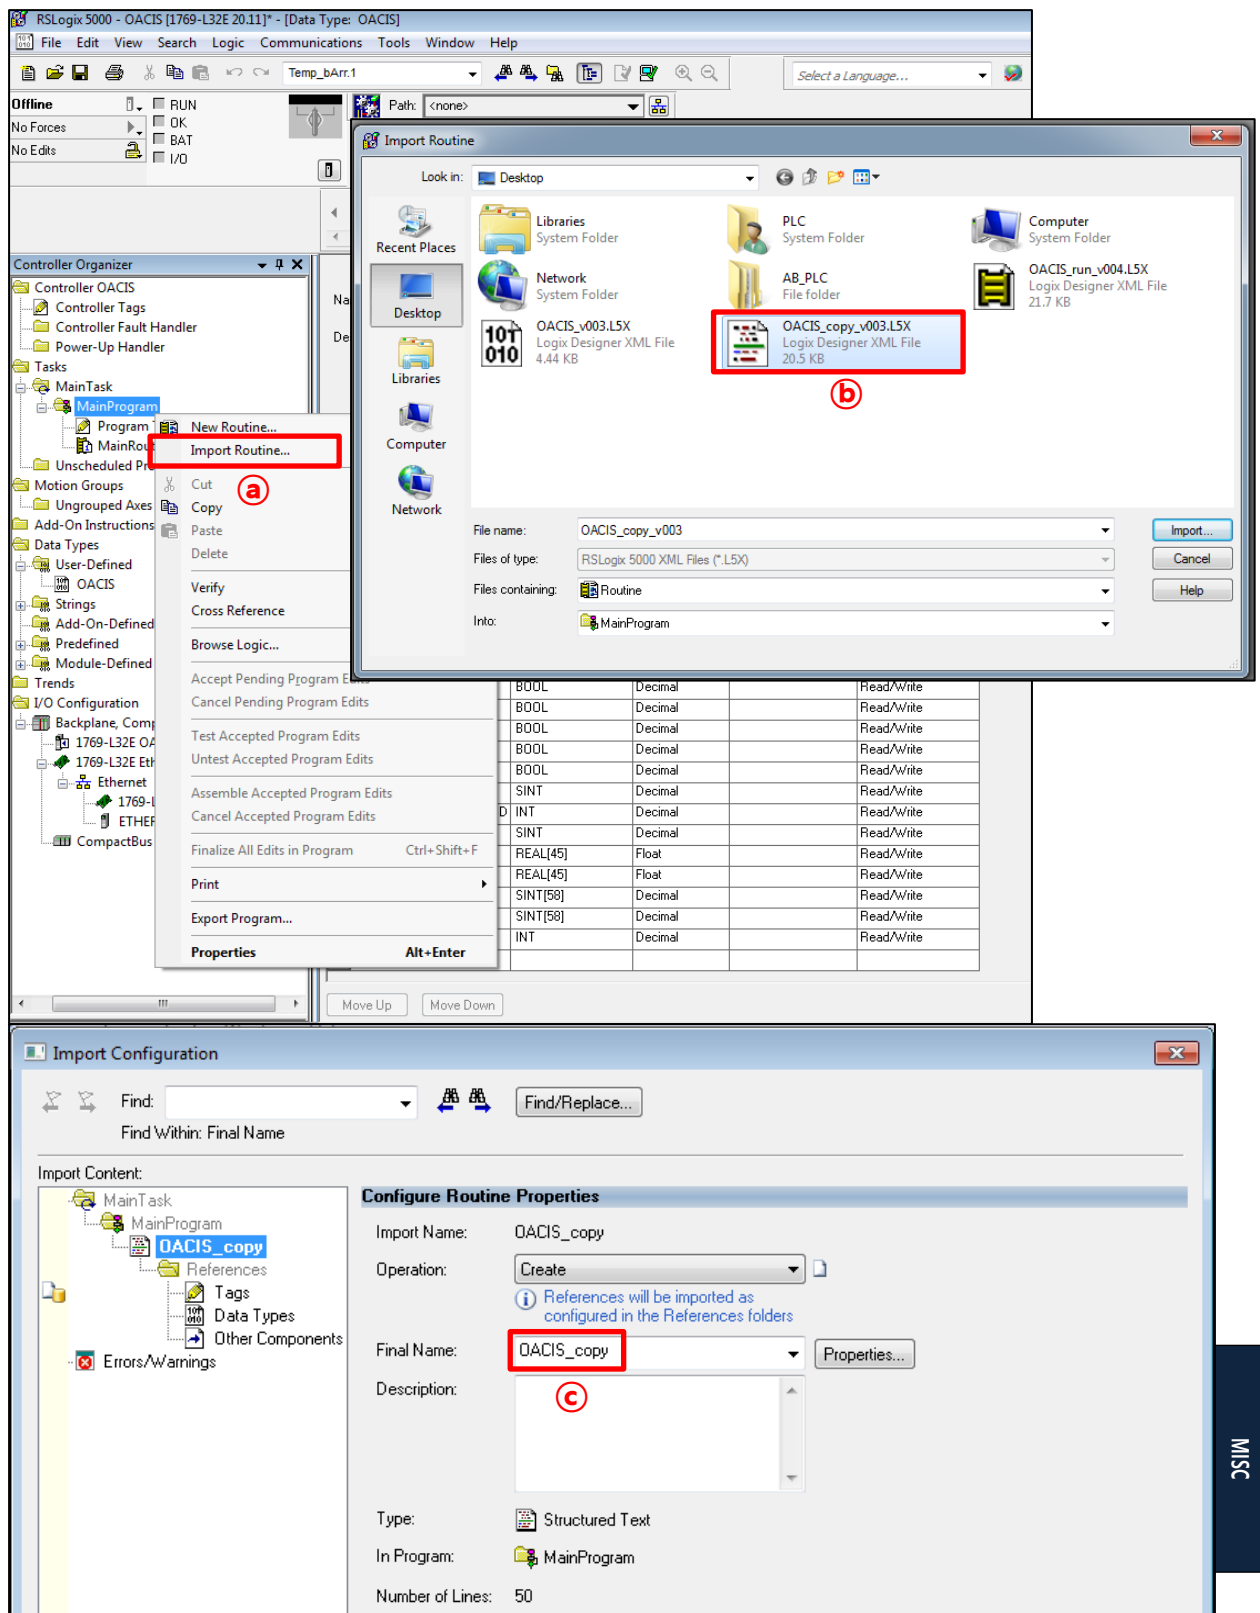 RSLogix 5000 - OACIS [1769-L32E 20.11]* - [Data Type: OACIS]
File Edit View Search Logic Communications Tools Window Help
Temp_bArr.1
Select a Language...
Offline
RUN
No Forces
OK
No Edits
BAT
I/O
Path: <none>
Controller Organizer
Controller OACIS
Controller Tags
Controller Fault Handler
Power-Up Handler
Tasks
MainTask
MainProgram
Program
MainRou
Unscheduled Pr
Motion Groups
Ungrouped Axes
Add-On Instructions
Data Types
User-Defined
OACIS
Strings
Add-On-Defined
Predefined
Module-Defined
Trends
I/O Configuration
Backplane, Comp
1769-L32E OA
1769-L32E Eth
Ethernet
1769-L
ETHER
CompactBus
Na
De
New Routine...
Import Routine...
ⓐ
Cut
Copy
Paste
Delete
Verify
Cross Reference
Browse Logic...
Accept Pending Program E
Cancel Pending Program Edits
Test Accepted Program Edits
Untest Accepted Program Edits
Assemble Accepted Program Edits
Cancel Accepted Program Edits
Finalize All Edits in Program Ctrl+Shift+F
Print
Export Program...
Properties Alt+Enter
Import Routine
Look in: Desktop
Recent Places
Desktop
Libraries
Computer
Network
Libraries
System Folder
PLC
System Folder
Computer
System Folder
Network
System Folder
AB_PLC
File folder
OACIS_run_v004.L5X
Logix Designer XML File
21.7 KB
OACIS_v003.L5X
Logix Designer XML File
4.44 KB
OACIS_copy_v003.L5X
Logix Designer XML File
20.5 KB
ⓑ
File name: OACIS_copy_v003 Import...
Files of type: RSLogix 5000 XML Files (*.L5X) Cancel
Files containing: Routine Help
Into: MainProgram
BOOL Decimal Read/Write
BOOL Decimal Read/Write
BOOL Decimal Read/Write
BOOL Decimal Read/Write
BOOL Decimal Read/Write
SINT Decimal Read/Write
D INT Decimal Read/Write
SINT Decimal Read/Write
REAL[45] Float Read/Write
REAL[45] Float Read/Write
SINT[58] Decimal Read/Write
SINT[58] Decimal Read/Write
INT Decimal Read/Write
Move Up Move Down
Import Configuration
Find: Find/Replace...
Find Within: Final Name
Import Content:
MainTask
MainProgram
OACIS_copy
References
Tags
Data Types
Other Components
Errors/Warnings
Configure Routine Properties
Import Name: OACIS_copy
Operation: Create
References will be imported as
configured in the References folders
Final Name: OACIS_copy Properties...
Description:
ⓒ
Type: Structured Text
In Program: MainProgram
Number of Lines: 50
MISC